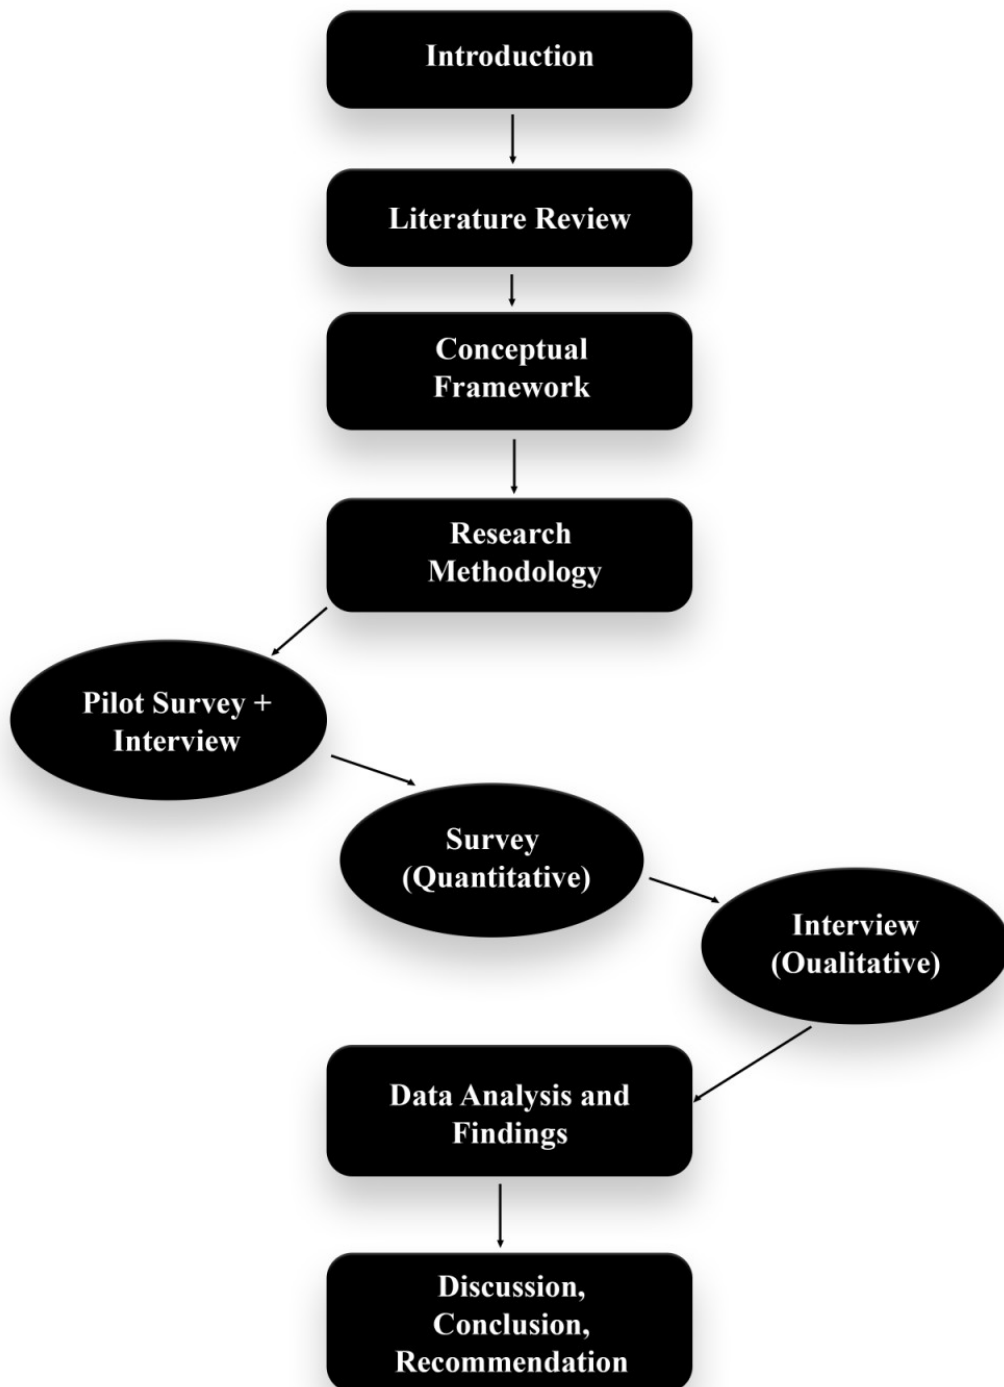 Introduction
Literature Review
Conceptual
Framework
Research
Methodology
Pilot Survey +
Interview
Survey
(Quantitative)
Interview
(Oualitative)
Data Analysis and
Findings
Discussion,
Conclusion,
Recommendation